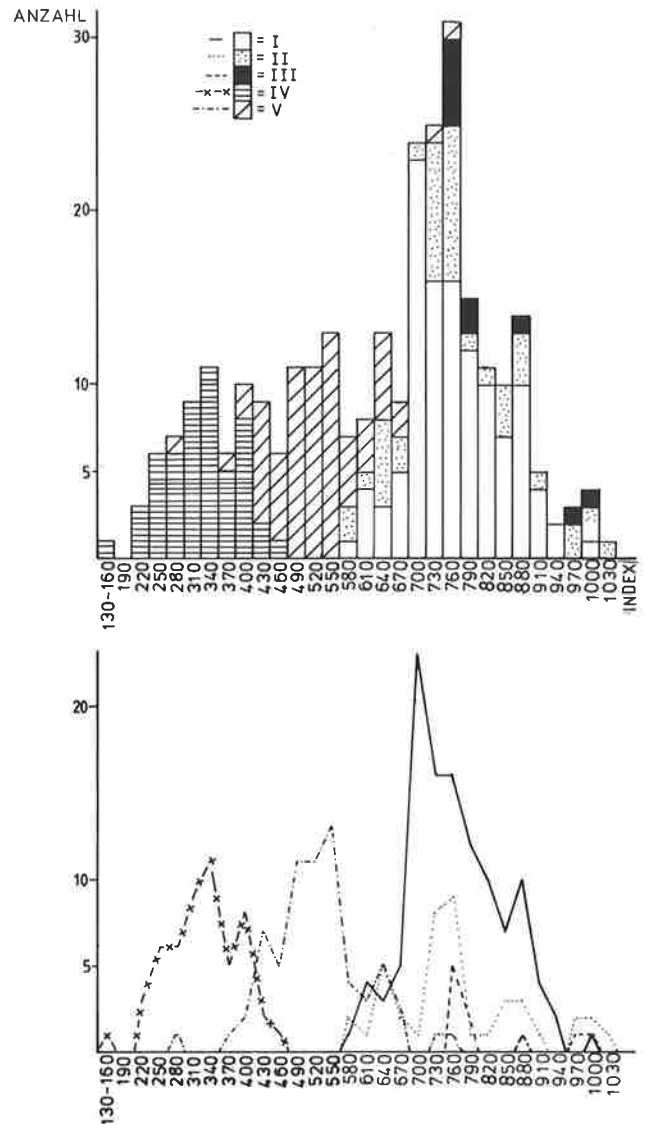 ANZAHL
30
= I
= II
= III
= IV
= V
20
10
5
130-160 190 220 250 280 310 340 370 400 430 460 490 520 550 580 610 640 670 700 730 760 790 820 850 880 910 940 970 1000 1030 INDEX
20
10
5
130-160 190 220 250 280 310 340 370 400 430 460 490 520 550 580 610 640 670 700 730 760 790 820 850 880 910 940 970 1000 1030